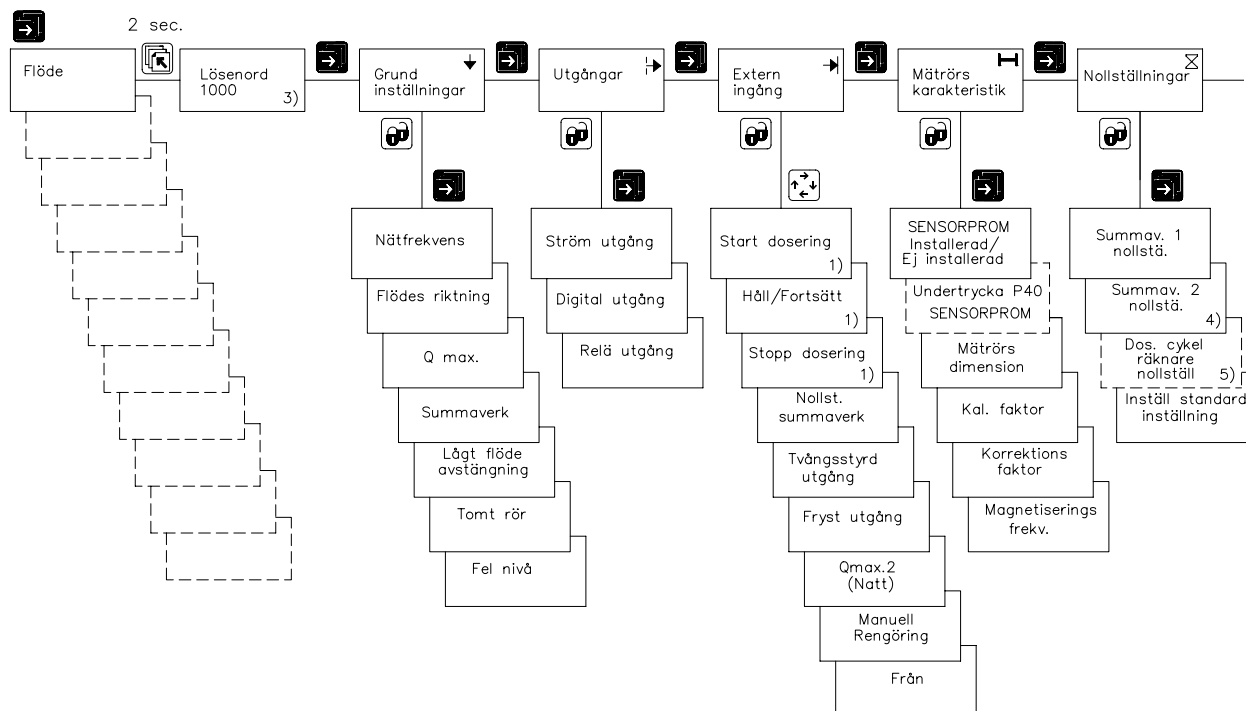 2 sec.
Flöde
Lösenord
1000
3)
Grund
inställningar
Utgångar
Extern
ingång
Mätrörs
karakteristik
Nollställningar
Nätfrekvens
Flödes riktning
Q max.
Summaverk
Lågt flöde
avstängning
Tomt rör
Fel nivå
Ström utgång
Digital utgång
Relä utgång
Start dosering
1)
Håll/Fortsätt
1)
Stopp dosering
1)
Nollst.
summaverk
Tvångsstyrd
utgång
Fryst utgång
Qmax.2
(Natt)
Manuell
Rengöring
Från
SENSORPROM
Installerad/
Ej installerad
Undertrycka P40
SENSORPROM
Mätrörs
dimension
Kal. faktor
Korrektions
faktor
Magnetiserings
frekv.
Summav. 1
nollstä.
Summav. 2
nollstä.
4)
Dos. cykel
räknare
nollställ
5)
Inställ standard
inställning